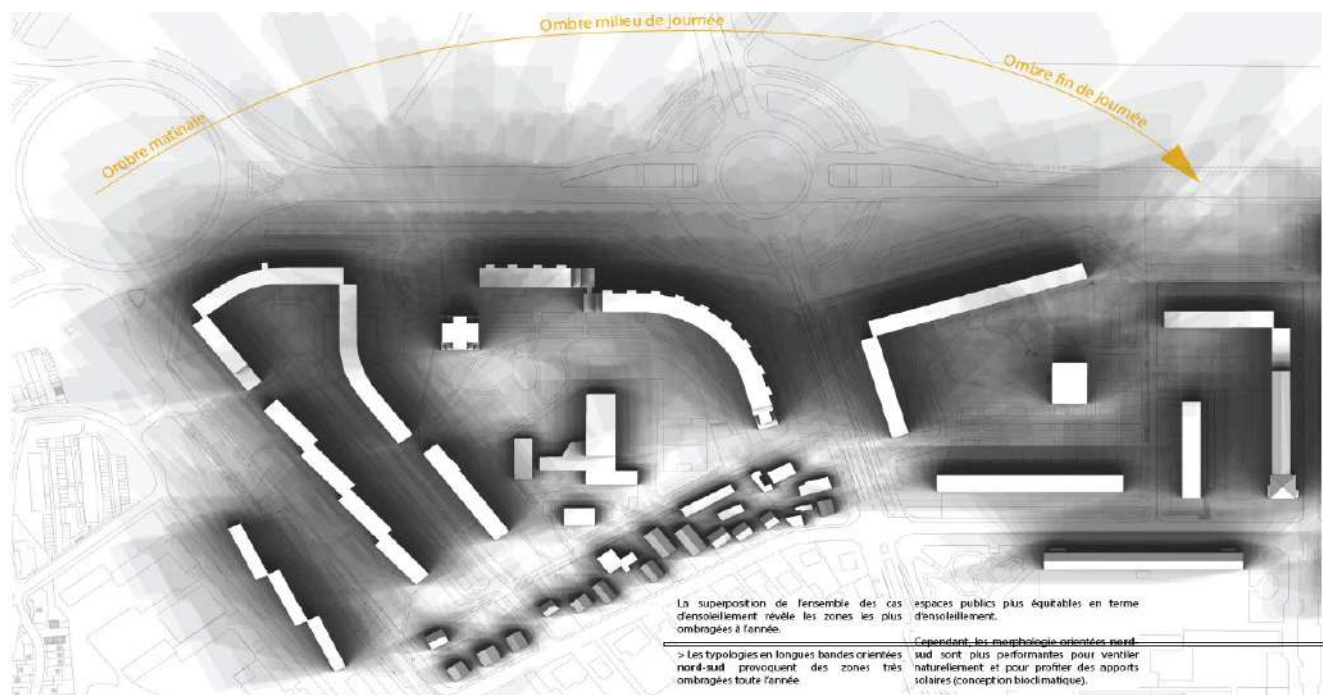 Ombre milieu de journée
Ombre matinale
Ombre fin de journée
La superposition de l'ensemble des cas
d'ensoleillement révèle les zones les plus
ombragées à l'année.
> Les typologies en longues bandes orientées
nord-sud provoquent des zones très
ombragées toute l'année.
espaces publics plus équitables en terme
d'ensoleillement.
Cependant, les morphologie orientées nord-
sud sont plus performantes pour ventiler
naturellement et pour profiter des apports
solaires (conception bioclimatique).